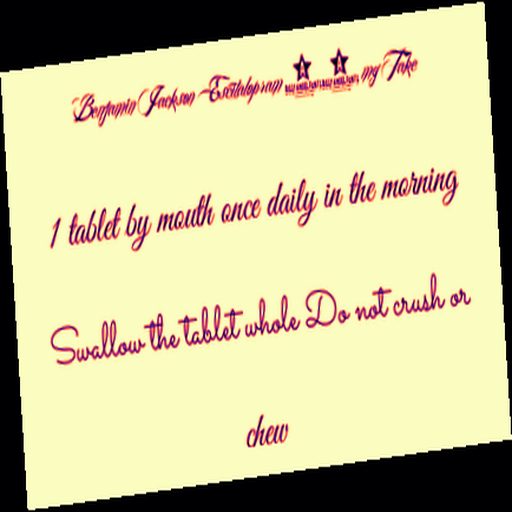 Benjamin Jackson Escitalopram mg Take
1 tablet by mouth once daily in the morning
Swallow the tablet whole Do not crush or
chew